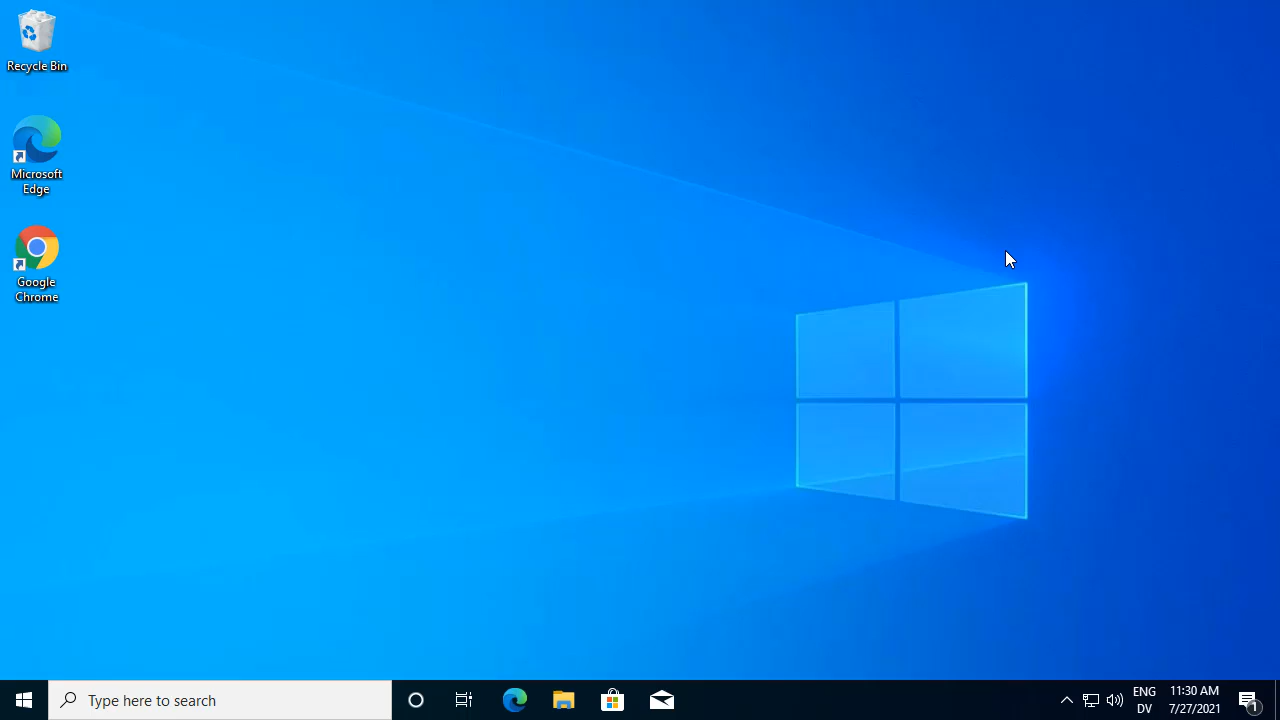 Recycle Bin
Microsoft
Edge
Google
Chrome
Type here to search
ENG
DV
11:30 AM
7/27/2021
1